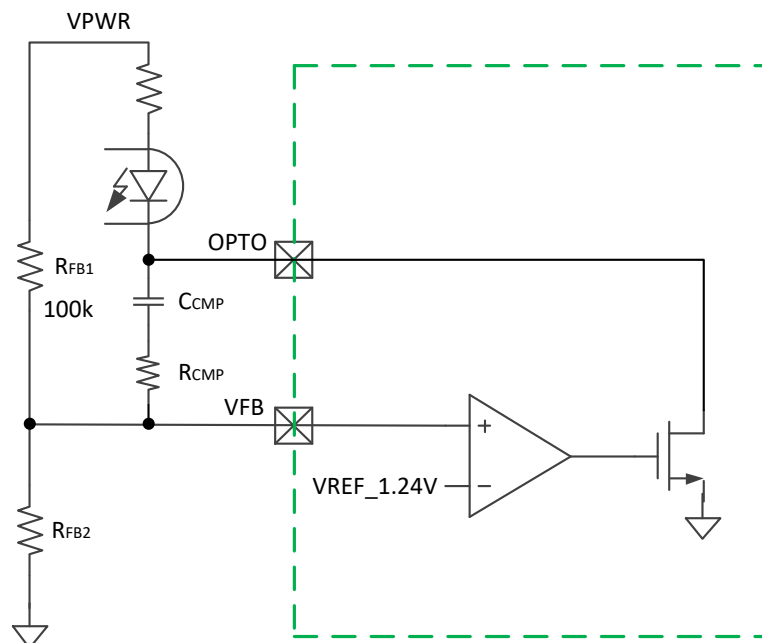 VPWR
OPTO
RFB1
100k
CCMP
RCMP
VFB
+
VREF_1.24V
−
RFB2